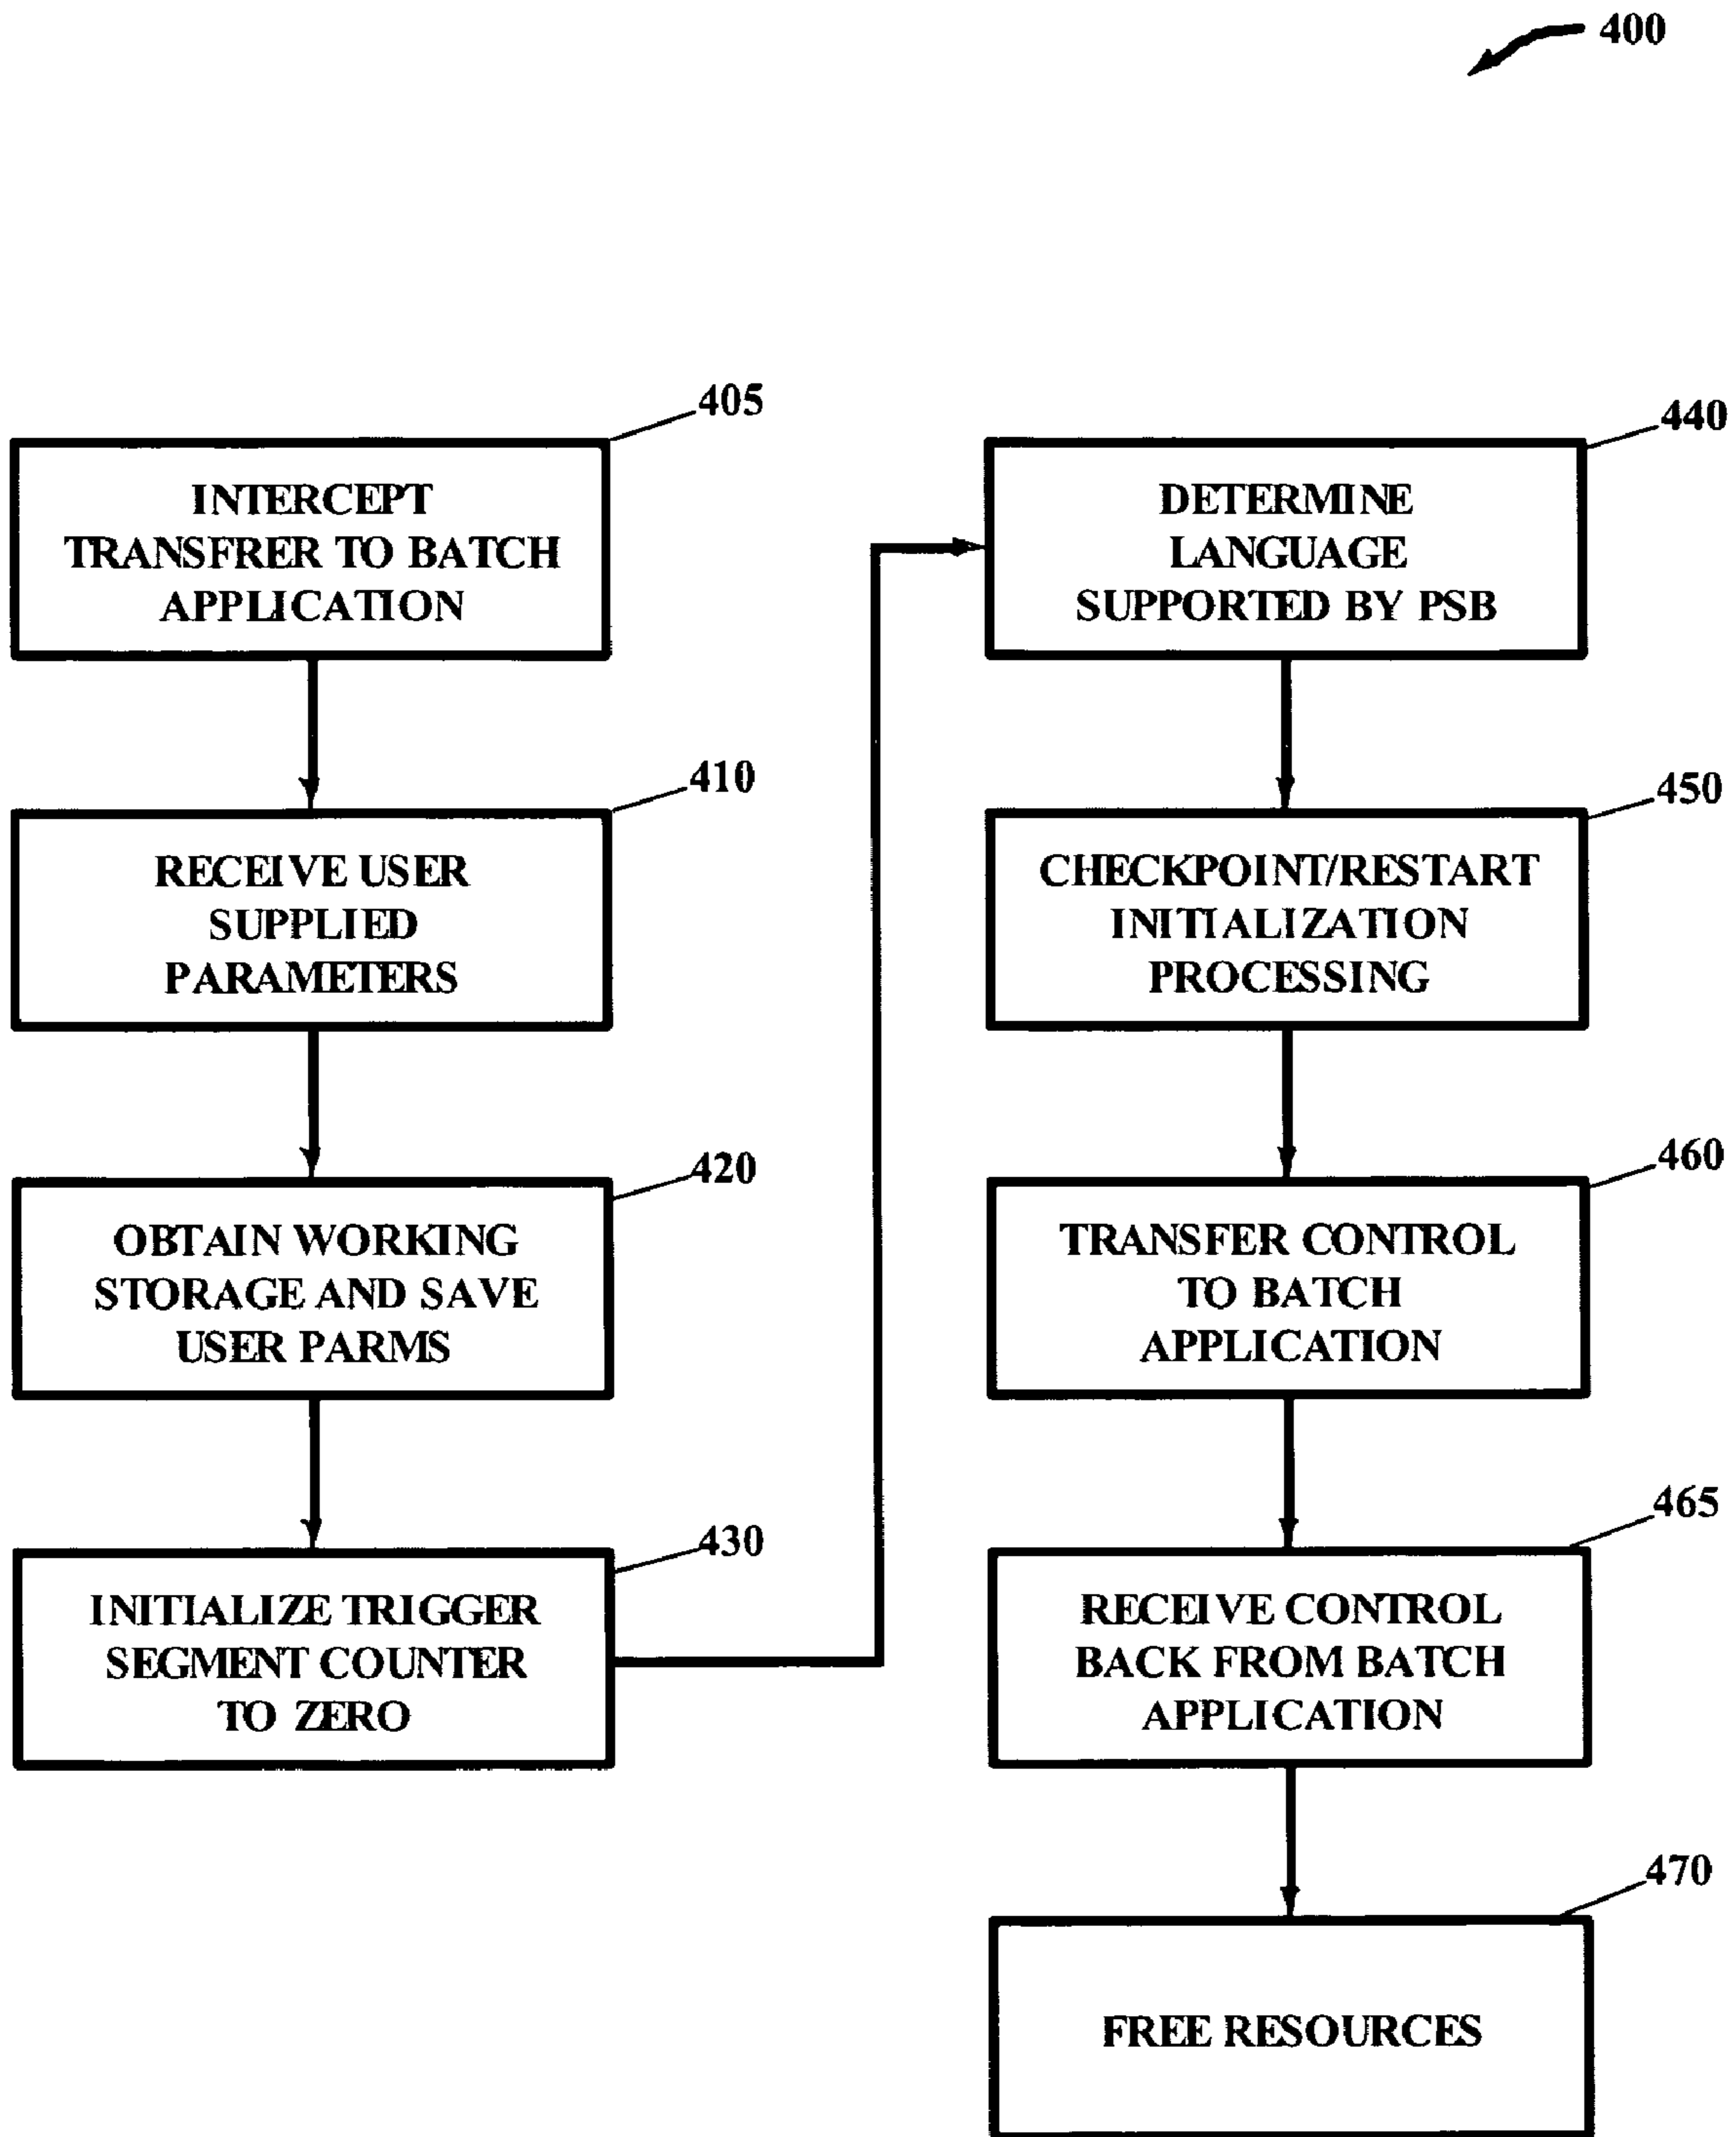 400
405
INTERCEPT
TRANSFRER TO BATCH
APPLICATION
410
RECEIVE USER
SUPPLIED
PARAMETERS
420
OBTAIN WORKING
STORAGE AND SAVE
USER PARMS
430
INITIALIZE TRIGGER
SEGMENT COUNTER
TO ZERO
440
DETERMINE
LANGUAGE
SUPPORTED BY PSB
450
CHECKPOINT/RESTART
INITIALIZATION
PROCESSING
460
TRANSFER CONTROL
TO BATCH
APPLICATION
465
RECEIVE CONTROL
BACK FROM BATCH
APPLICATION
470
FREE RESOURCES